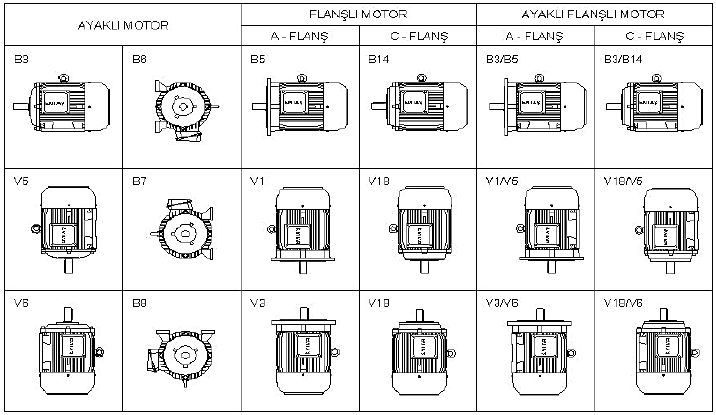 AYAKLI MOTOR
FLANŞLI MOTOR
AYAKLI FLANŞLI MOTOR
A - FLANŞ
C - FLANŞ
A - FLANŞ
C - FLANŞ
B3
B6
B5
B14
B3/B5
B3/B14
V5
B7
V1
V18
V1/V5
V18/V5
V6
B8
V3
V19
V3/V6
V19/V6